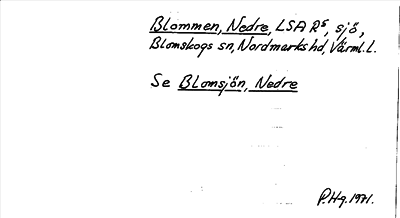 Blommen, Nedre, LSA R⁵, sjö,
Blomskogs sn, Nordmarks hd, Värml. l.
Se Blomsjön, Nedre
P.Hg. 1971.